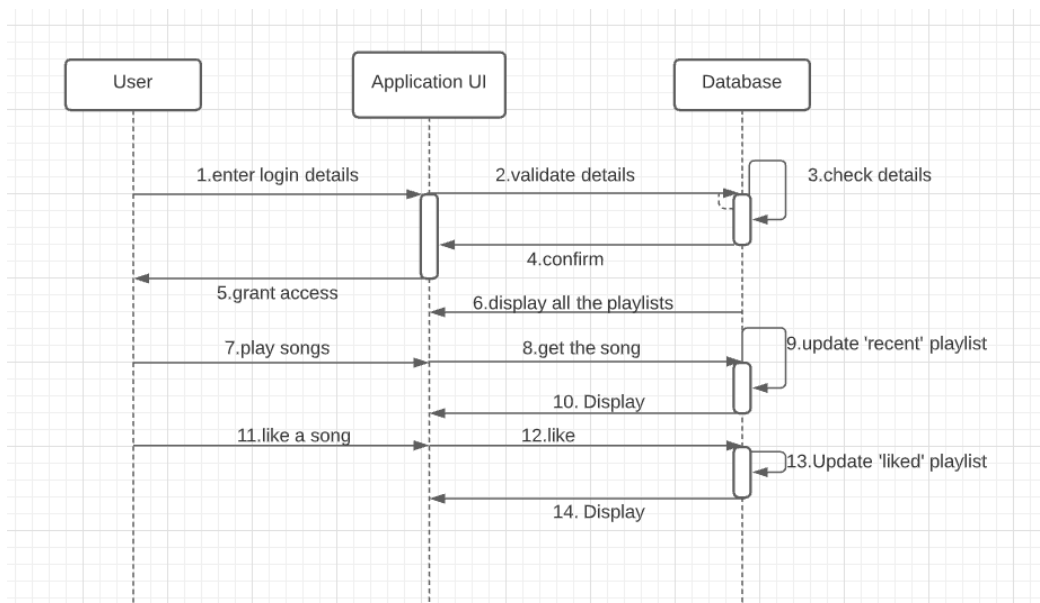 User
Application UI
Database
1.enter login details
2.validate details
3.check details
4.confirm
5.grant access
6.display all the playlists
7.play songs
8.get the song
9.update 'recent' playlist
10. Display
11.like a song
12.like
13.Update 'liked' playlist
14. Display